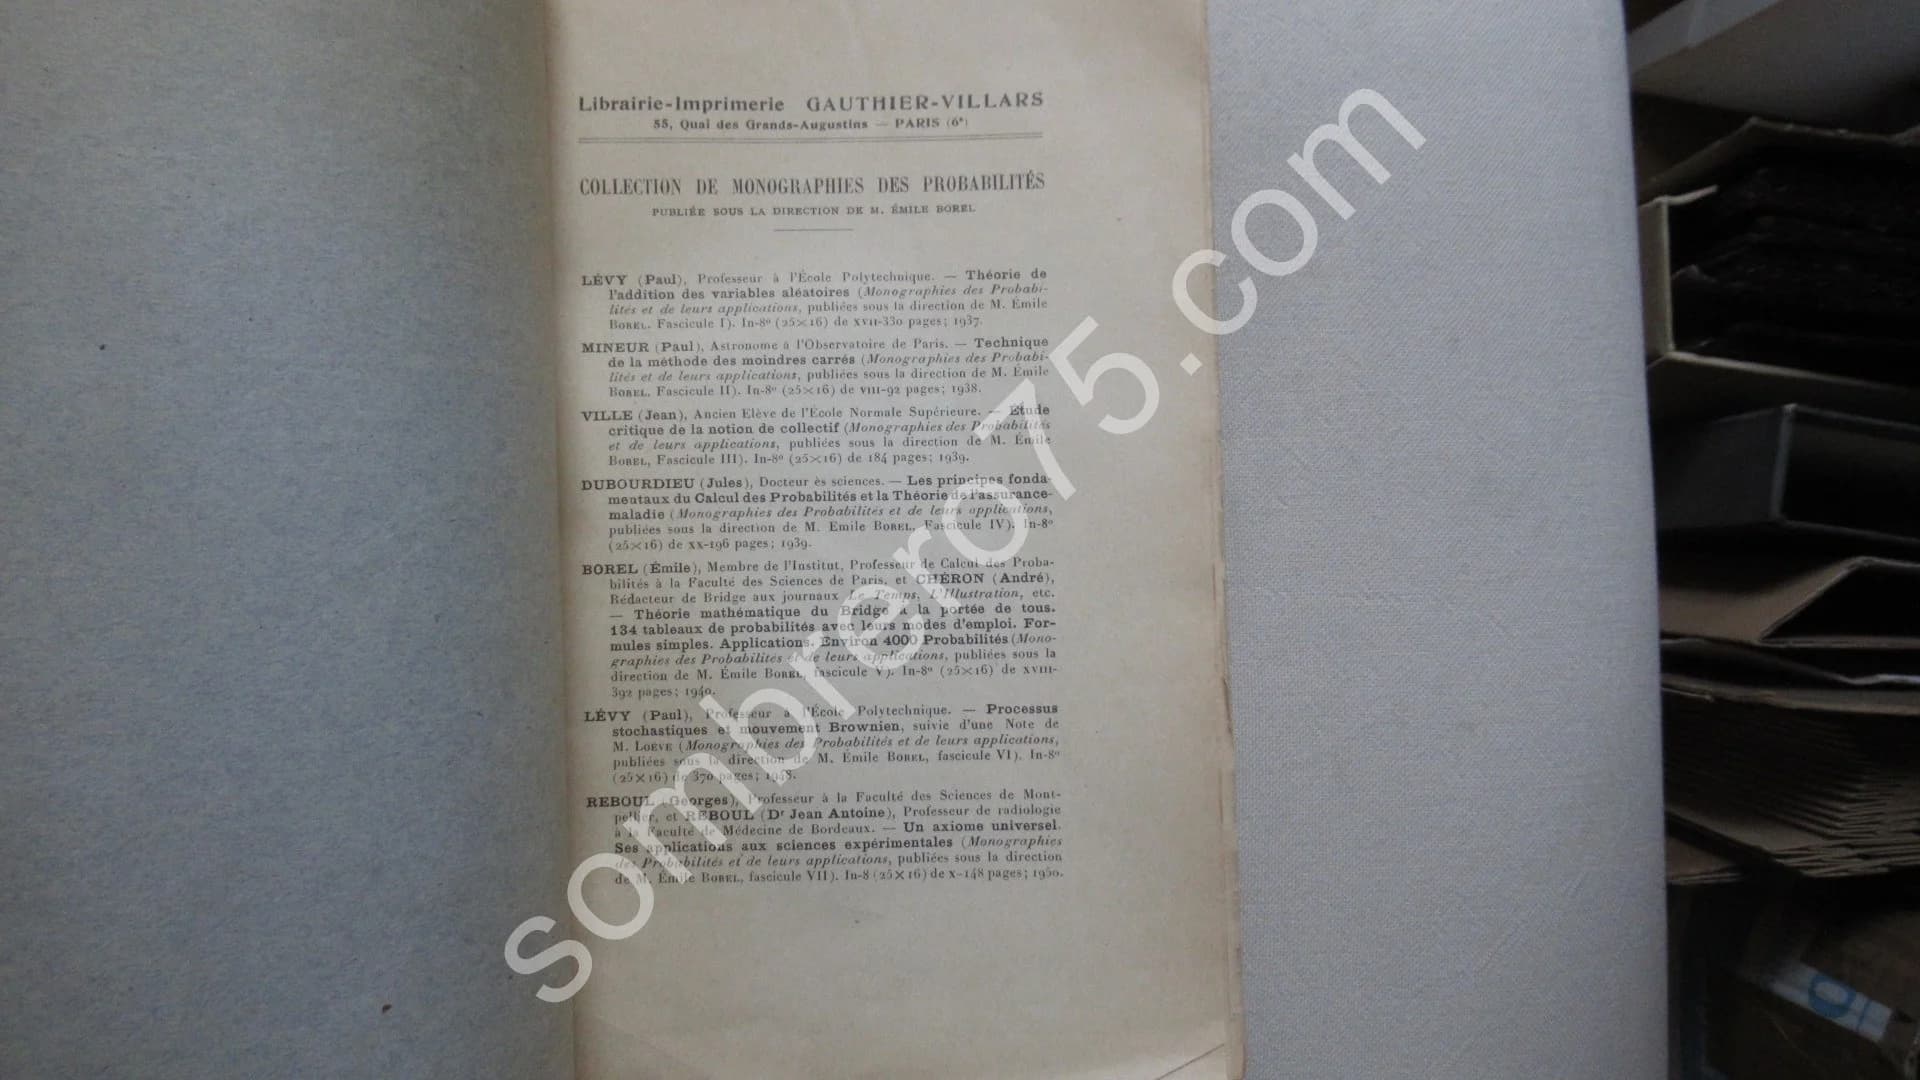 Librairie-Imprimerie GAUTHIER-VILLARS
55, Quai des Grands-Augustins — PARIS (6ᵉ)
COLLECTION DE MONOGRAPHIES DES PROBABILITÉS
PUBLIÉE SOUS LA DIRECTION DE M. ÉMILE BOREL
LÉVY (Paul), Professeur à l'École Polytechnique. — Théorie de
l'addition des variables aléatoires (Monographies des Probabi-
lités et de leurs applications, publiées sous la direction de M. Émile
BOREL. Fascicule I). In-8º (25×16) de XVII-330 pages; 1937.
MINEUR (Paul), Astronome à l'Observatoire de Paris. — Technique
de la méthode des moindres carrés (Monographies des Probabi-
lités et de leurs applications, publiées sous la direction de M. Émile
BOREL. Fascicule II). In-8º (25×16) de VIII-92 pages; 1938.
VILLE (Jean), Ancien Elève de l'École Normale Supérieure. — Étude
critique de la notion de collectif (Monographies des Probabilités
et de leurs applications, publiées sous la direction de M. Émile
BOREL, Fascicule III). In-8º (25×16) de 184 pages; 1939.
DUBOURDIEU (Jules), Docteur ès sciences. — Les principes fonda-
mentaux du Calcul des Probabilités et la Théorie de l'assurance-
maladie (Monographies des Probabilités et de leurs applications,
publiées sous la direction de M. Emile BOREL, Fascicule IV). In-8º
(25×16) de XX-196 pages; 1939.
BOREL (Émile), Membre de l'Institut, Professeur de Calcul des Proba-
bilités à la Faculté des Sciences de Paris, et CHÉRON (André),
Rédacteur de Bridge aux journaux Le Temps, L'Illustration, etc.
— Théorie mathématique du Bridge à la portée de tous.
134 tableaux de probabilités avec leurs modes d'emploi. For-
mules simples. Applications. Environ 4000 Probabilités (Mono-
graphies des Probabilités et de leurs applications, publiées sous la
direction de M. Émile BOREL, fascicule V). In-8º (25×16) de XVIII-
392 pages; 1940.
LÉVY (Paul), Professeur à l'École Polytechnique. — Processus
stochastiques et mouvement Brownien, suivie d'une Note de
M. LOÈVE (Monographies des Probabilités et de leurs applications,
publiées sous la direction de M. Émile BOREL, fascicule VI). In-8º
(25×16) de 370 pages; 1948.
REBOUL (Georges), Professeur à la Faculté des Sciences de Mont-
pellier, et REBOUL (Dʳ Jean Antoine), Professeur de radiologie
à la Faculté de Médecine de Bordeaux. — Un axiome universel.
Ses applications aux sciences expérimentales (Monographies
des Probabilités et de leurs applications, publiées sous la direction
de M. Émile BOREL, fascicule VII). In-8 (25×16) de X-148 pages; 1950.
sombrero75.com